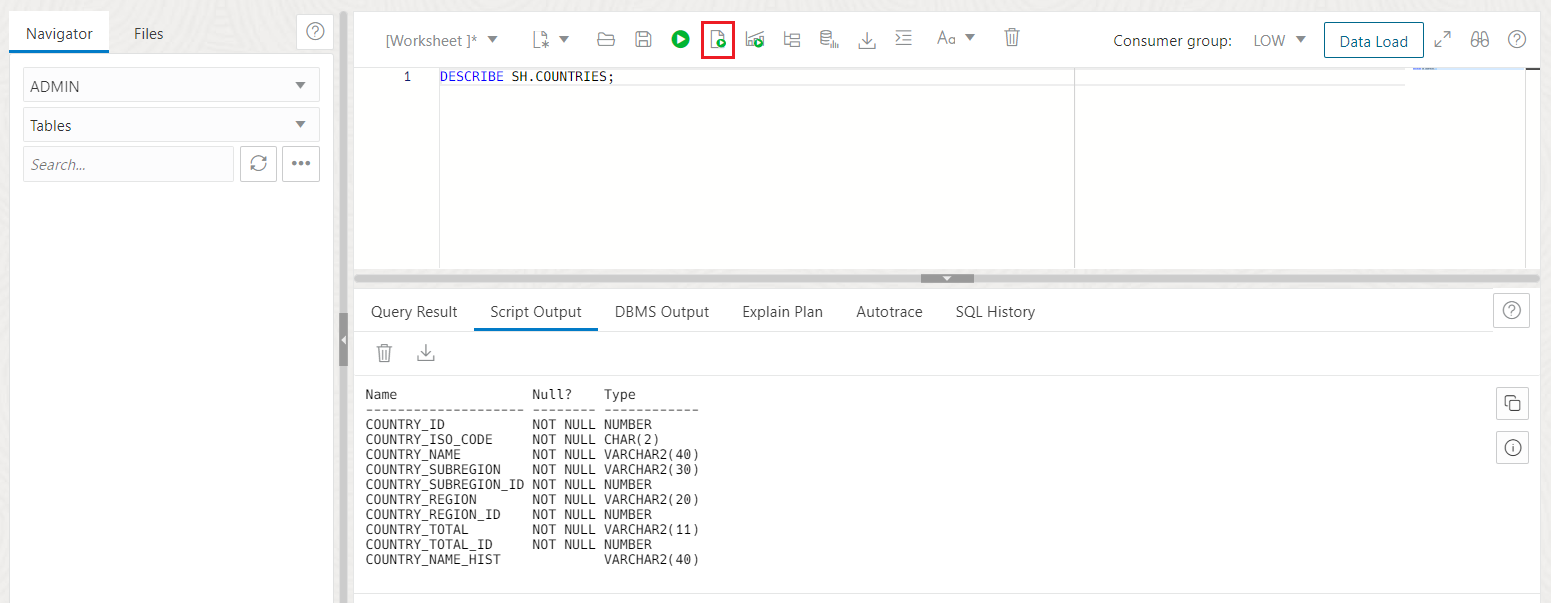 Navigator Files
[Worksheet ]* Aa Consumer group: LOW Data Load
ADMIN
Tables
Search...
1 DESCRIBE SH.COUNTRIES;
Query Result Script Output DBMS Output Explain Plan Autotrace SQL History
Name                 Null?    Type
-------------------- -------- ------------
COUNTRY_ID           NOT NULL NUMBER
COUNTRY_ISO_CODE     NOT NULL CHAR(2)
COUNTRY_NAME         NOT NULL VARCHAR2(40)
COUNTRY_SUBREGION    NOT NULL VARCHAR2(30)
COUNTRY_SUBREGION_ID NOT NULL NUMBER
COUNTRY_REGION       NOT NULL VARCHAR2(20)
COUNTRY_REGION_ID    NOT NULL NUMBER
COUNTRY_TOTAL        NOT NULL VARCHAR2(11)
COUNTRY_TOTAL_ID     NOT NULL NUMBER
COUNTRY_NAME_HIST             VARCHAR2(40)